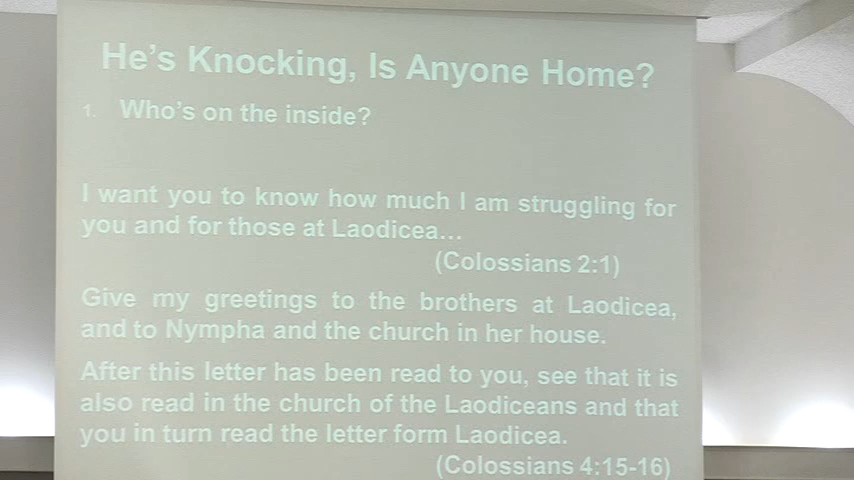 He's Knocking, Is Anyone Home?
1. Who's on the inside?
I want you to know how much I am struggling for
you and for those at Laodicea...
(Colossians 2:1)
Give my greetings to the brothers at Laodicea,
and to Nympha and the church in her house.
After this letter has been read to you, see that it is
also read in the church of the Laodiceans and that
you in turn read the letter form Laodicea.
(Colossians 4:15-16)